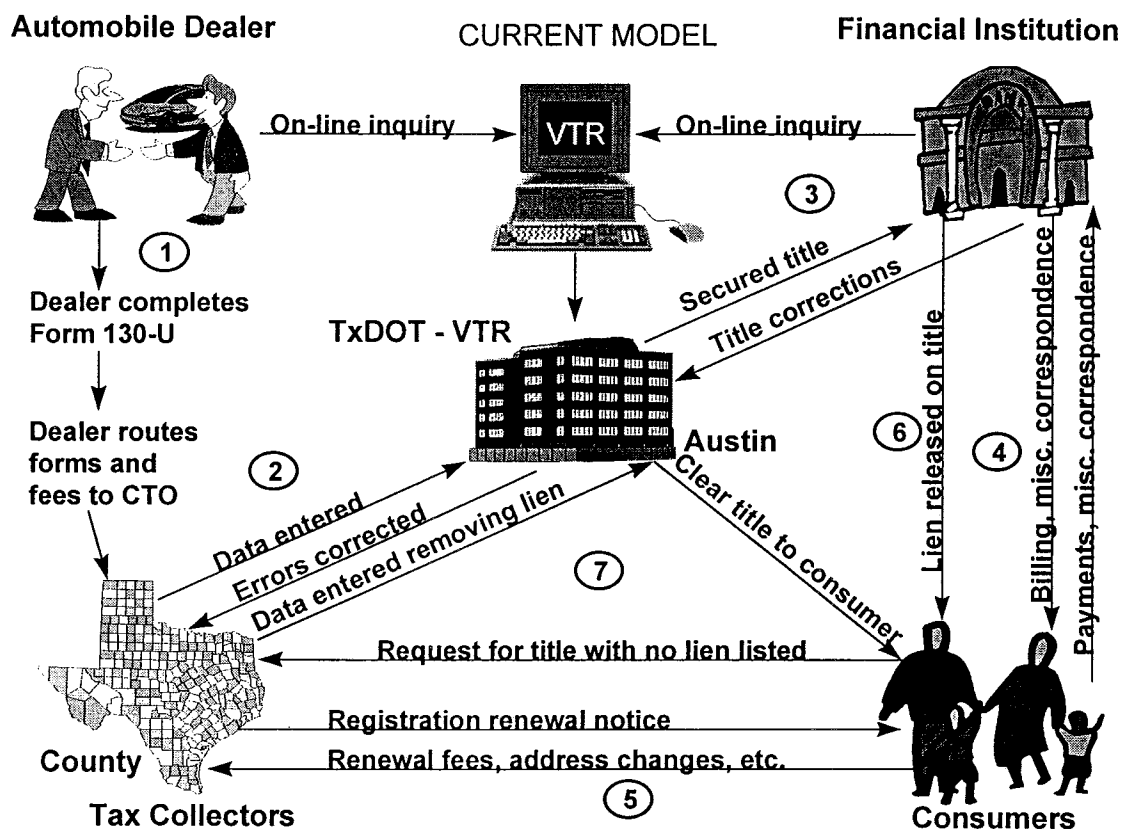 Automobile Dealer
CURRENT MODEL
Financial Institution
On-line inquiry
VTR
On-line inquiry
3
1
Dealer completes
Form 130-U
Secured title
Title corrections
TxDOT - VTR
Dealer routes
forms and
fees to CTO
2
Austin
6
4
Lien released on title
Billing, misc. correspondence
Payments, misc. correspondence
Data entered
Errors corrected
Data entered removing lien
Clear title to consumer
7
Request for title with no lien listed
Registration renewal notice
Renewal fees, address changes, etc.
5
County
Tax Collectors
Consumers